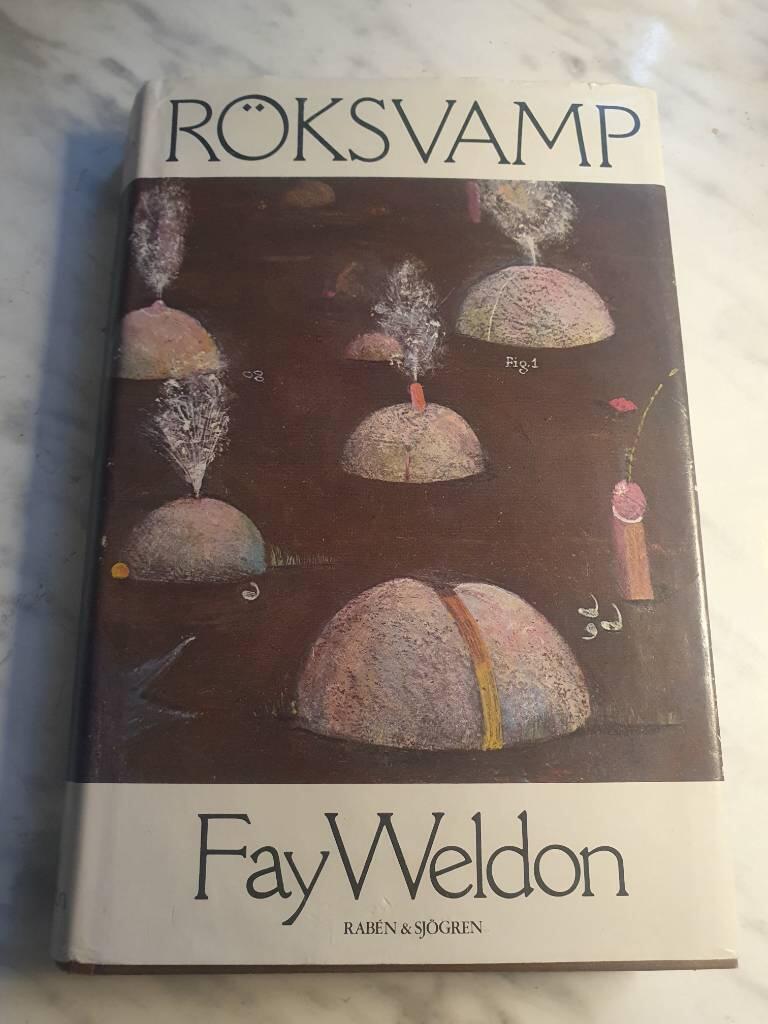 RÖKSVAMP
Fig.1
Fay Weldon
RABÉN & SJÖGREN